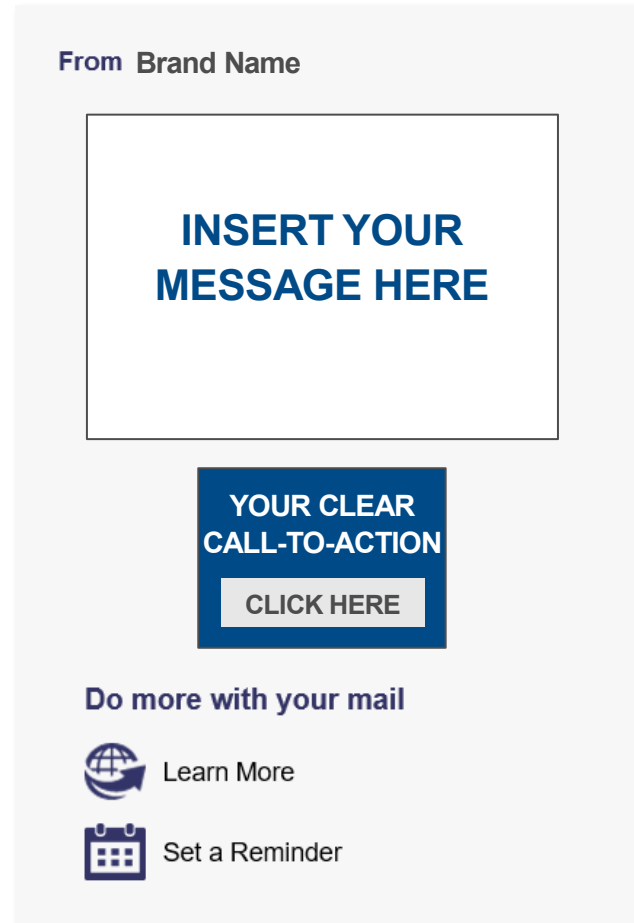 From Brand Name
INSERT YOUR
MESSAGE HERE
YOUR CLEAR
CALL-TO-ACTION
CLICK HERE
Do more with your mail
Learn More
Set a Reminder